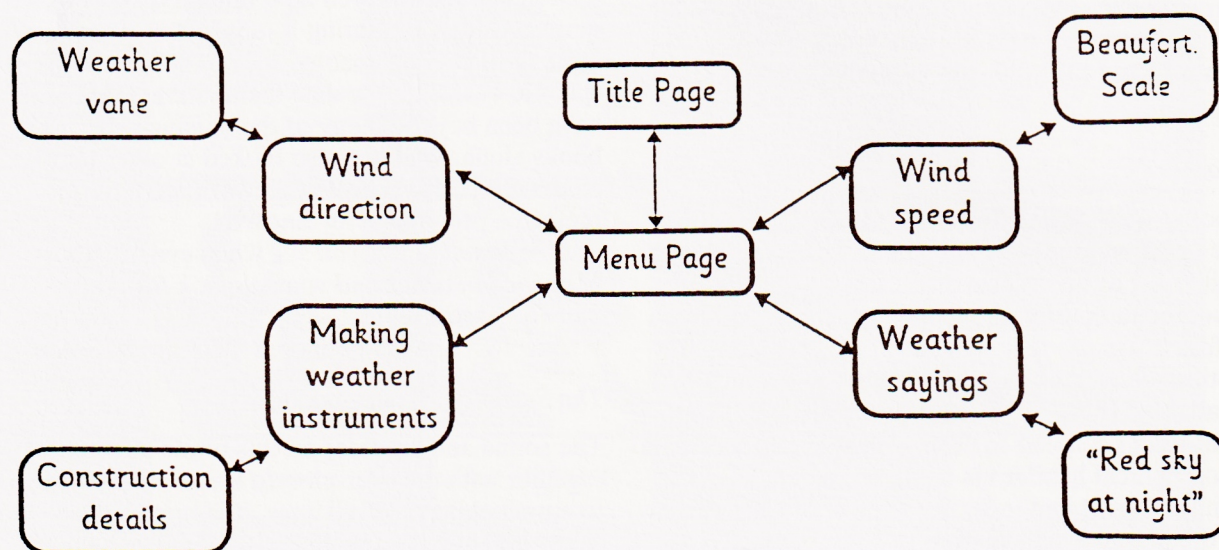 Weather
vane
Title Page
Beaufort.
Scale
Wind
direction
Wind
speed
Menu Page
Making
weather
instruments
Weather
sayings
Construction
details
“Red sky
at night”